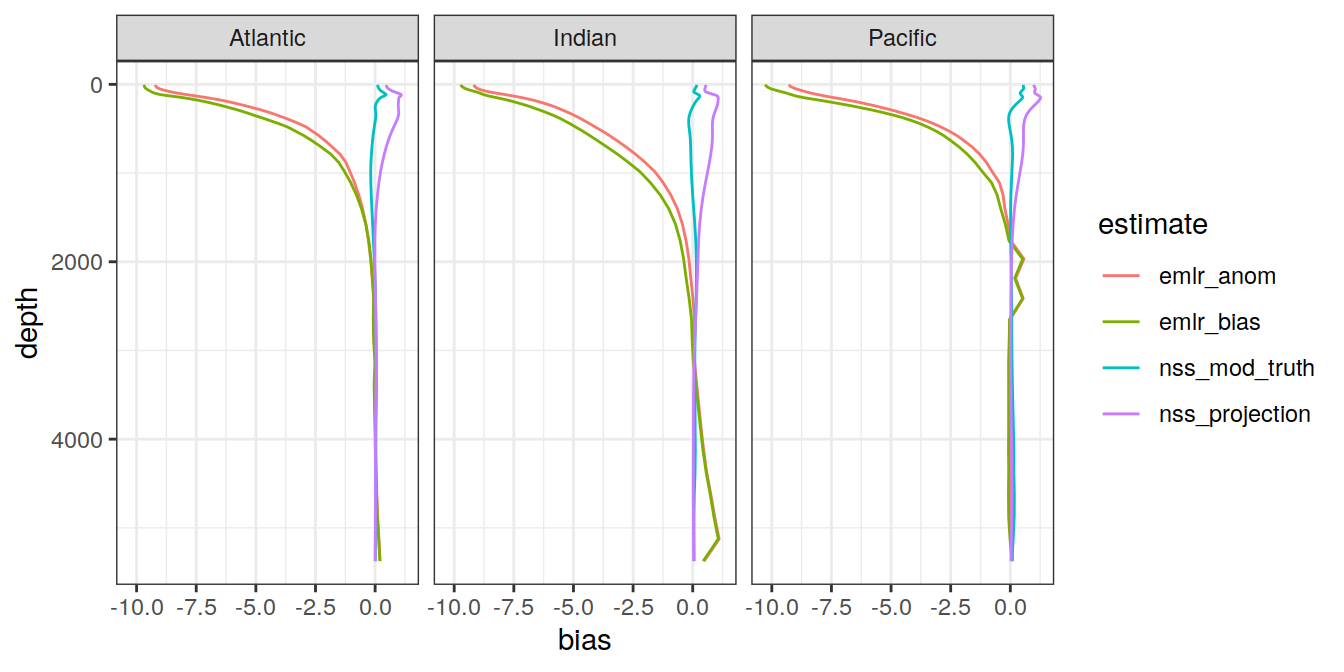 Atlantic Indian Pacific
0
2000
4000
depth
-10.0 -7.5 -5.0 -2.5 0.0 -10.0 -7.5 -5.0 -2.5 0.0 -10.0 -7.5 -5.0 -2.5 0.0
bias
estimate
emlr_anom
emlr_bias
nss_mod_truth
nss_projection